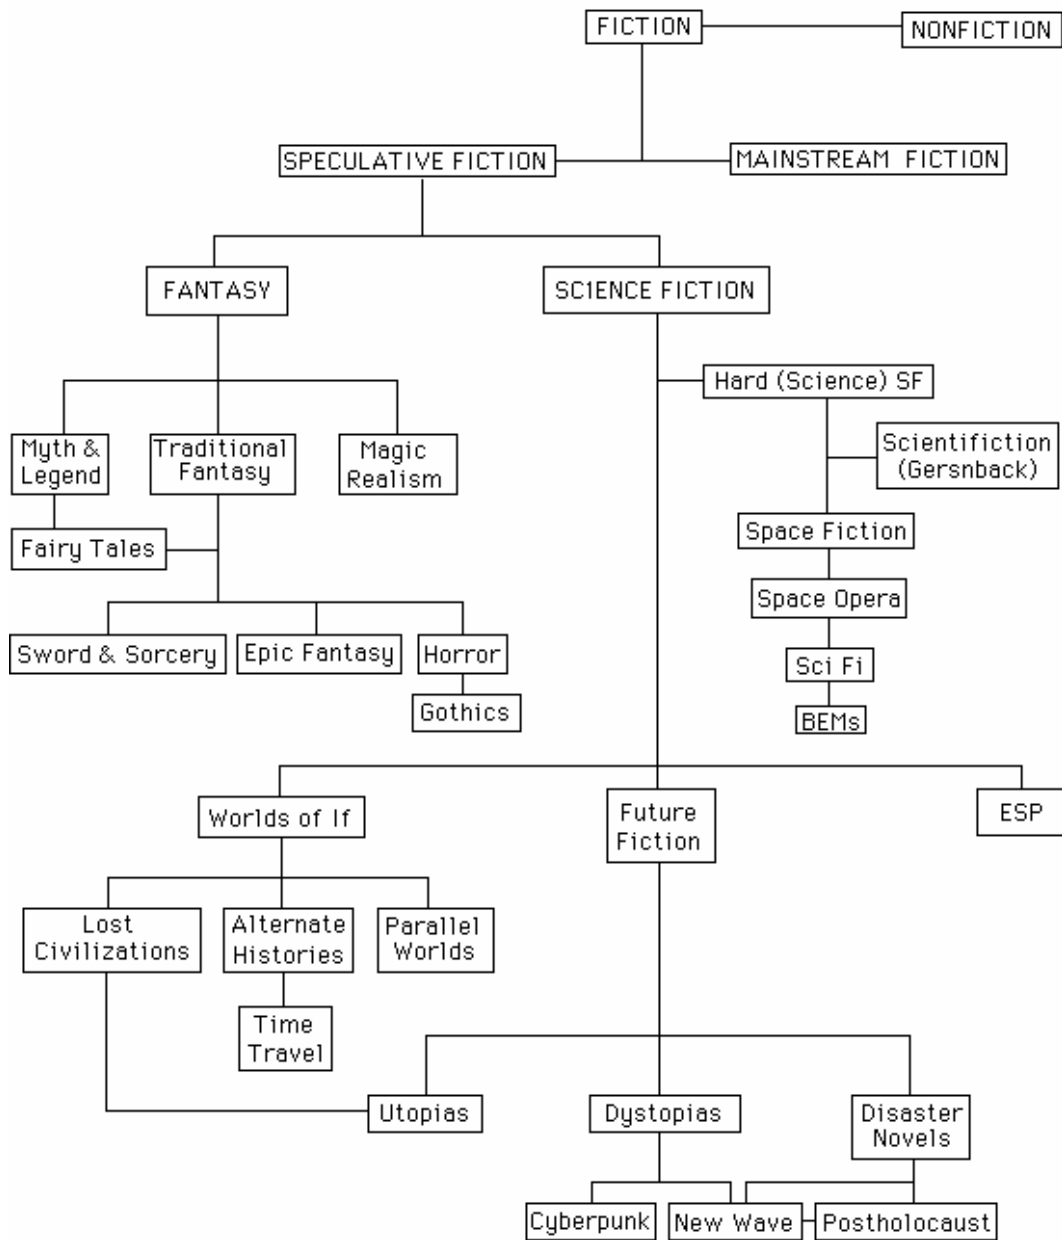 FICTION
NONFICTION
SPECULATIVE FICTION
MAINSTREAM FICTION
FANTASY
SC1ENCE FICTION
Hard (Science) SF
Myth &
Legend
Traditional
Fantasy
Magic
Realism
Scientifiction
(Gersnback)
Fairy Tales
Space Fiction
Space Opera
Sword & Sorcery
Epic Fantasy
Horror
Sci Fi
Gothics
BEMs
Worlds of If
Future
Fiction
ESP
Lost
Civilizations
Alternate
Histories
Parallel
Worlds
Time
Travel
Utopias
Dystopias
Disaster
Novels
Cyberpunk
New Wave
Postholocaust